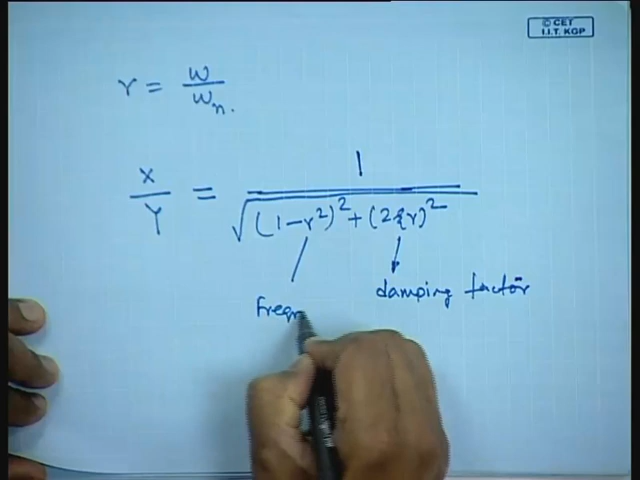 © CET
I.I.T. KGP
r = ω/ωn.
X/Y = 1/√((1-r²)² + (2ξr)²)
damping factor
Freq